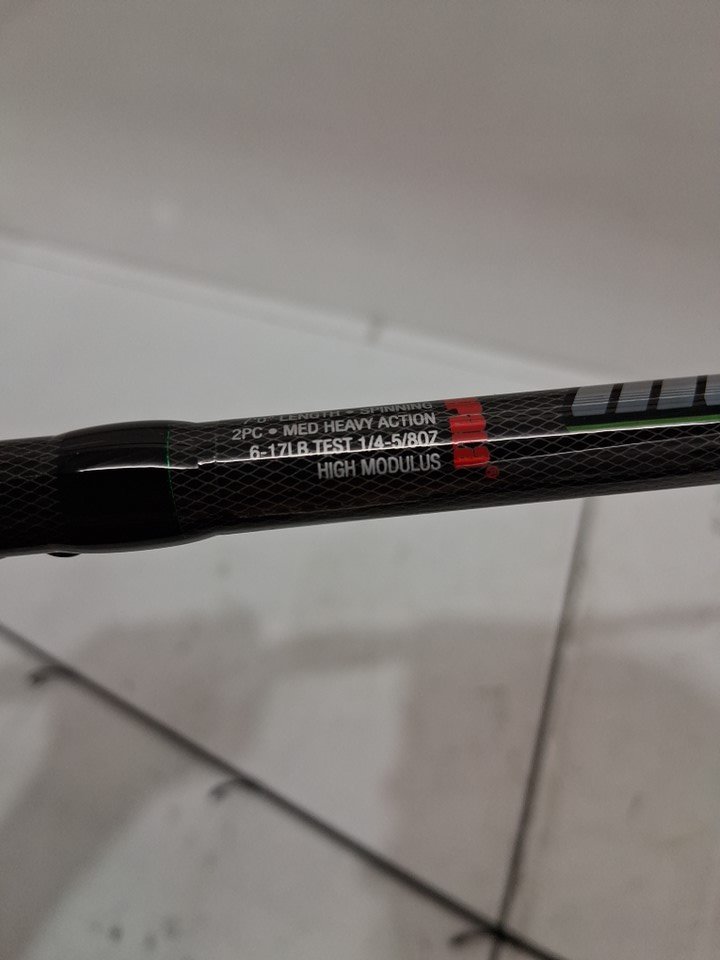 LENGTH • SPINNING
2PC • MED HEAVY ACTION
6-17LB TEST 1/4-5/8OZ
HIGH MODULUS